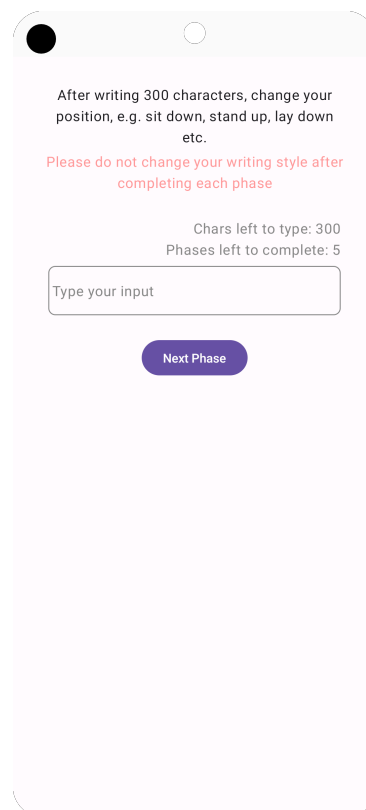 After writing 300 characters, change your
position, e.g. sit down, stand up, lay down
etc.
Please do not change your writing style after
completing each phase
Chars left to type: 300
Phases left to complete: 5
Type your input
Next Phase